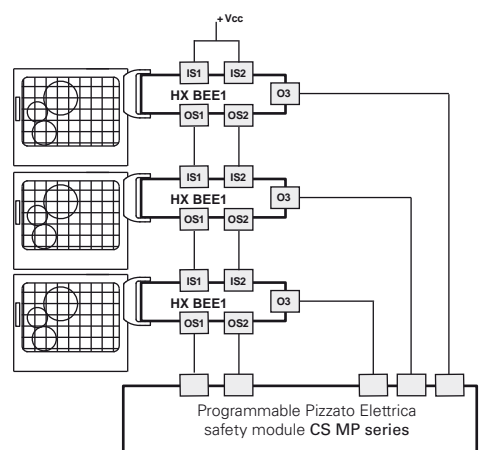 + Vcc
IS1 IS2
HX BEE1 O3
OS1 OS2
IS1 IS2
HX BEE1 O3
OS1 OS2
IS1 IS2
HX BEE1 O3
OS1 OS2
Programmable Pizzato Elettrica
safety module CS MP series